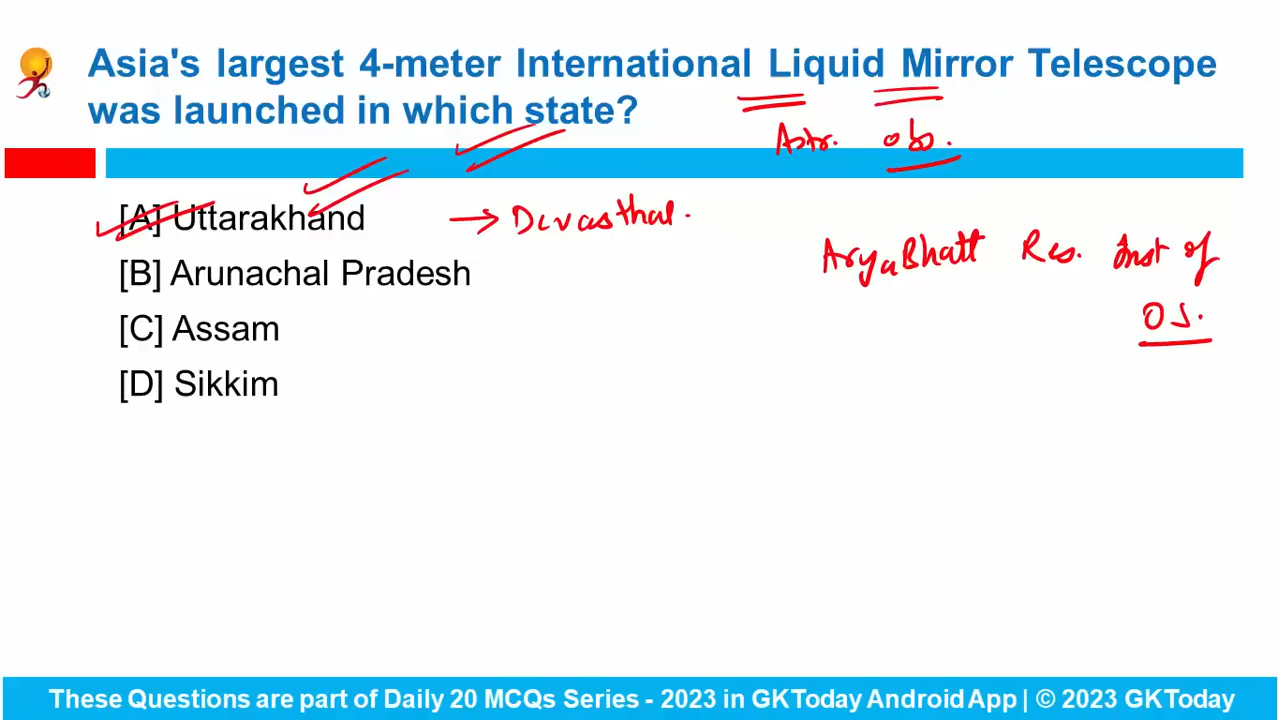 Asia's largest 4-meter International Liquid Mirror Telescope
was launched in which state?
Astr. ob.
[A] Uttarakhand → Devasthal.
AryaBhatt Res. Inst of
OS.
[B] Arunachal Pradesh
[C] Assam
[D] Sikkim
These Questions are part of Daily 20 MCQs Series - 2023 in GKToday Android App | © 2023 GKToday